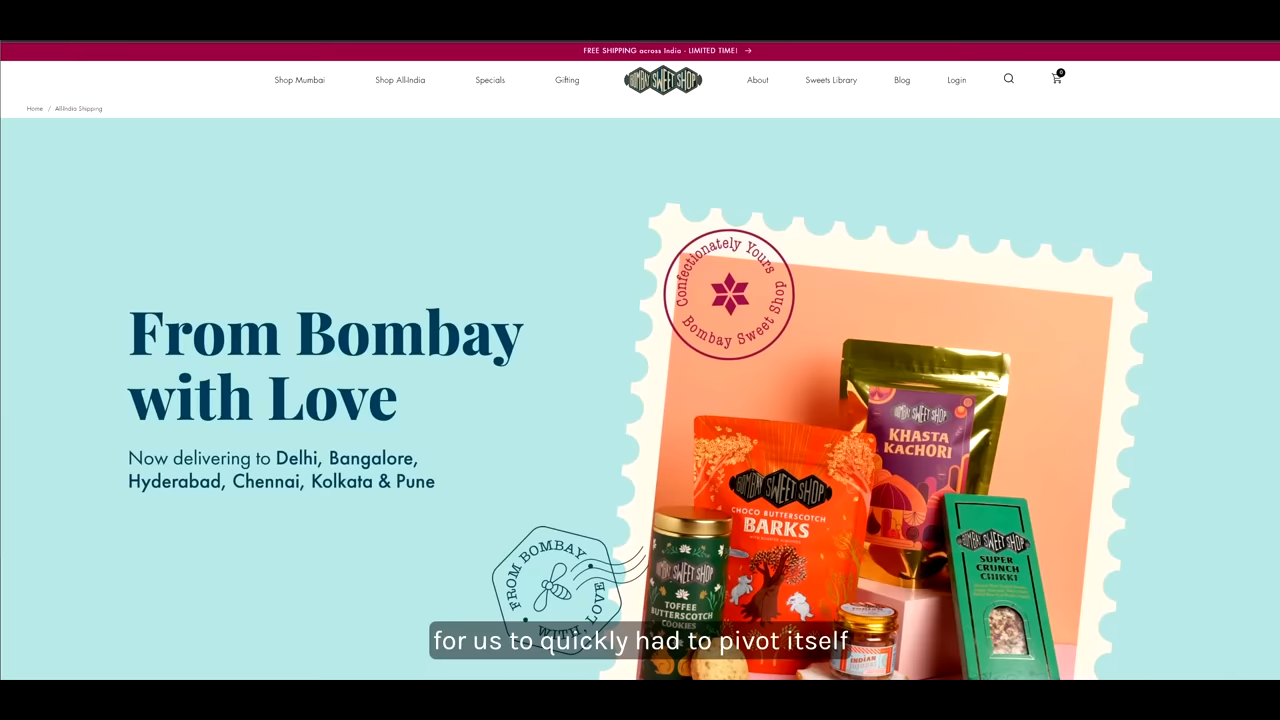 FREE SHIPPING across India - LIMITED TIME! →
Shop Mumbai
Shop All-India
Specials
Gifting
BOMBAY SWEET SHOP
About
Sweets Library
Blog
Login
0
Home / All-India Shipping
From Bombay
with Love
Now delivering to Delhi, Bangalore,
Hyderabad, Chennai, Kolkata & Pune
Confectionately Yours
Bombay Sweet Shop
KHASTA
KACHORI
BOMBAY SWEET SHOP
CHOCO BUTTERSCOTCH
BARKS
BOMBAY SWEET SHOP
SUPER
CRUNCH
CHIKKI
BOMBAY SWEET SHOP
TOFFEE
BUTTERSCOTCH
COOKIES
INDIAN
FROM BOMBAY
WITH LOVE
for us to quickly had to pivot itself